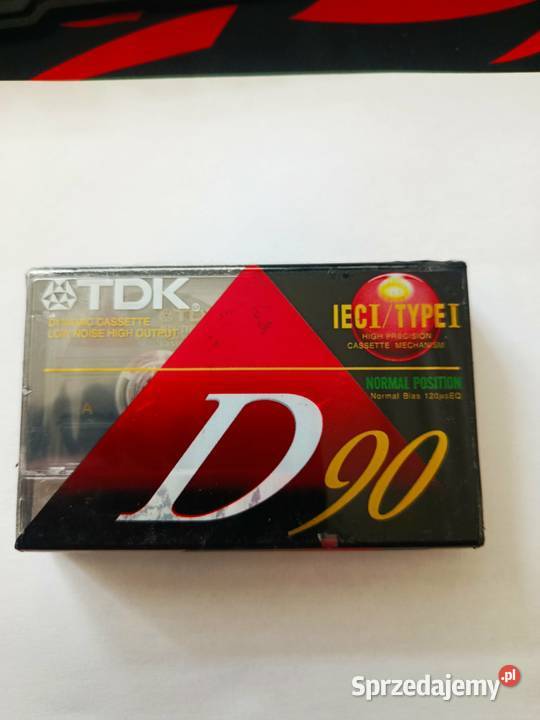 TDK®
DYNAMIC CASSETTE
LOW NOISE HIGH OUTPUT
A
IECI/TYPEI
HIGH PRECISION
CASSETTE MECHANISM
NORMAL POSITION
Normal Bias 120µsEQ
D90
Sprzedajemy.pl